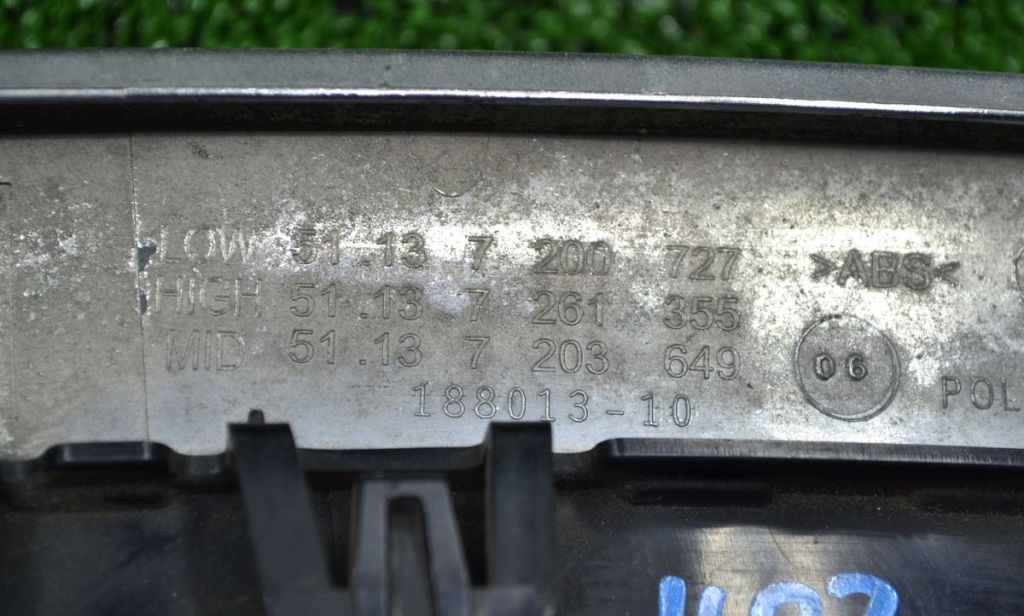 LOW 51.13 7 200 727 >ABS<
HIGH 51.13 7 261 355
MID 51.13 7 203 649
06
188013-10
POL